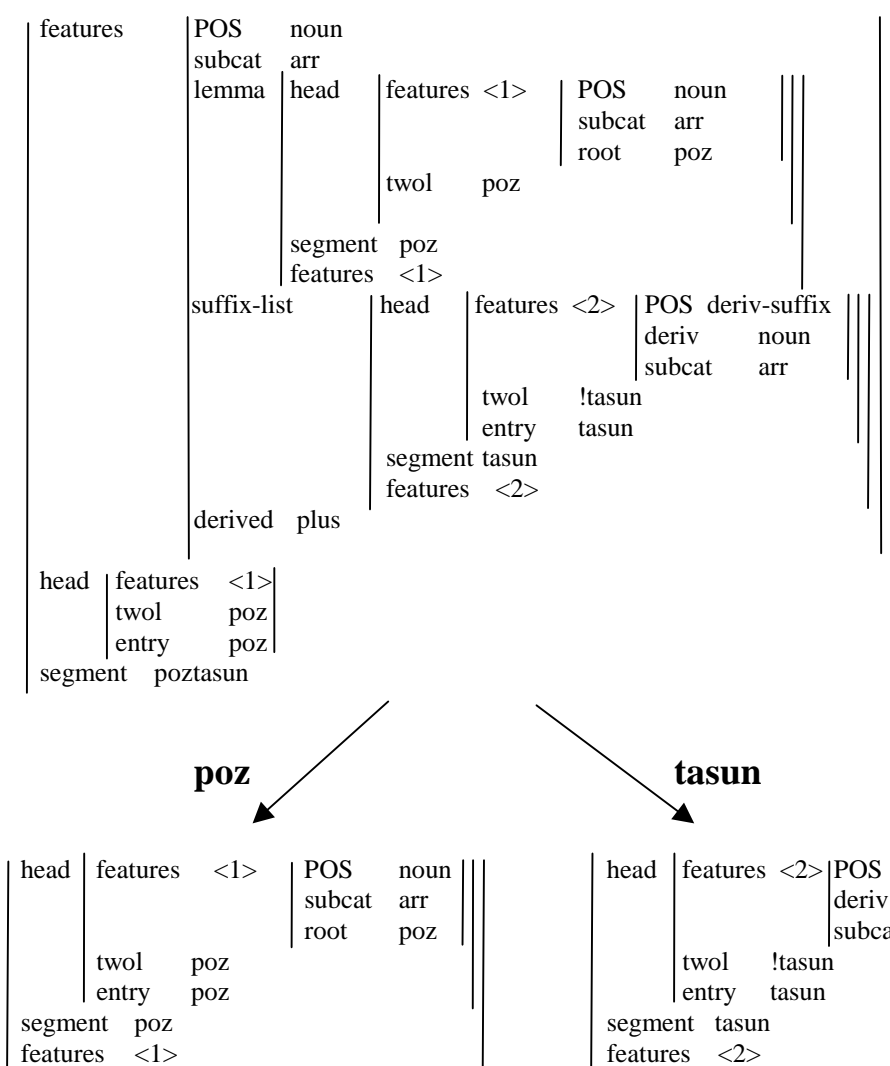 features POS noun
subcat arr
lemma head features <1> POS noun
subcat arr
root poz
twol poz
segment poz
features <1>
suffix-list head features <2> POS deriv-suffix
deriv noun
subcat arr
twol !tasun
entry tasun
segment tasun
features <2>
derived plus
head features <1>
twol poz
entry poz
segment poztasun
poz tasun
head features <1> POS noun
subcat arr
root poz
twol poz
entry poz
segment poz
features <1>
head features <2> POS
deriv
subca
twol !tasun
entry tasun
segment tasun
features <2>